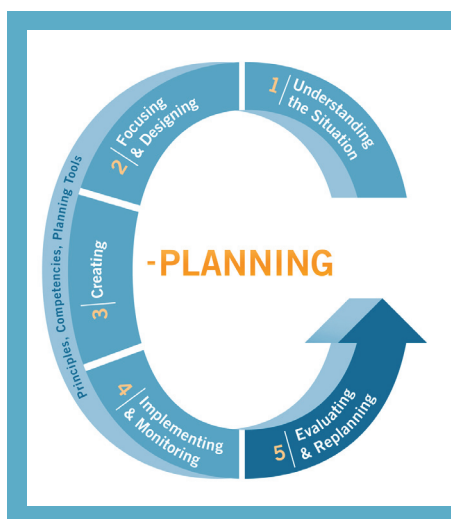 1 Understanding
the Situation
2 Focusing
& Designing
3 Creating
4 Implementing
& Monitoring
5 Evaluating
& Replanning
Principles, Competencies, Planning Tools
C-PLANNING